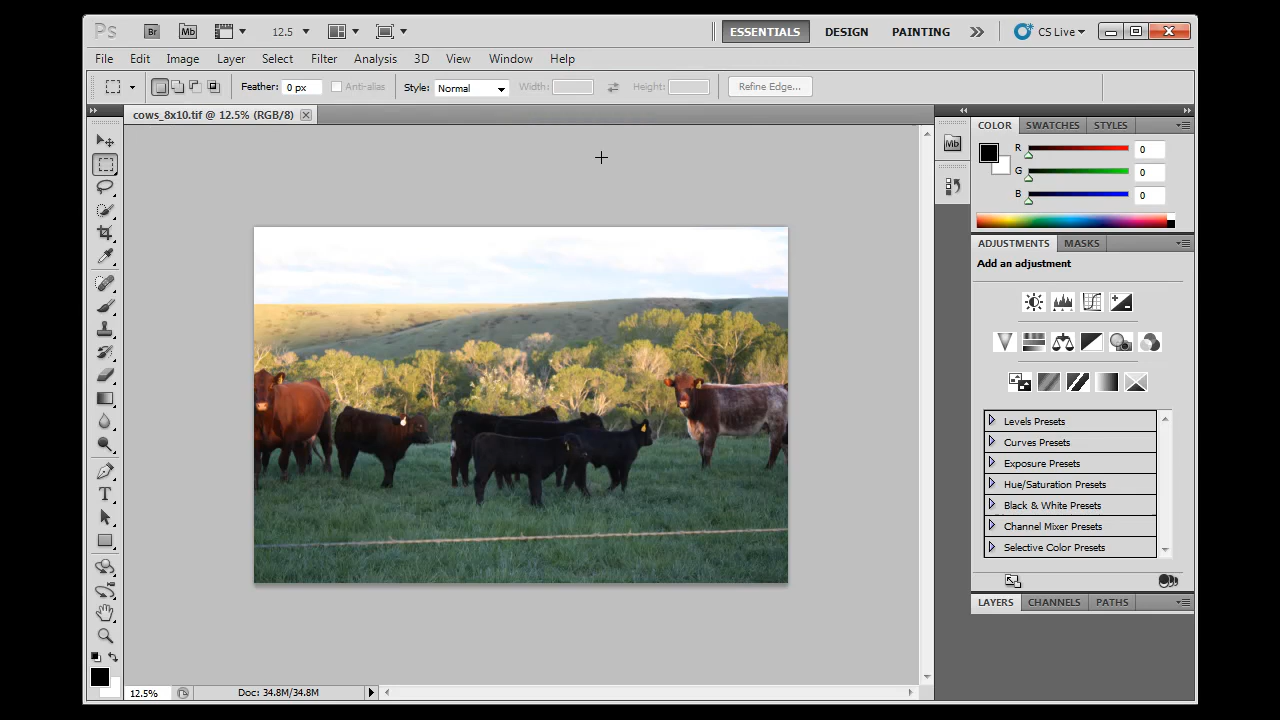 Ps Br Mb 12.5 ESSENTIALS DESIGN PAINTING CS Live
File Edit Image Layer Select Filter Analysis 3D View Window Help
Feather: 0 px Anti-alias Style: Normal Width: Height: Refine Edge...
cows_8x10.tif @ 12.5% (RGB/8)
Mb
COLOR SWATCHES STYLES
R 0
G 0
B 0
ADJUSTMENTS MASKS
Add an adjustment
Levels Presets
Curves Presets
Exposure Presets
Hue/Saturation Presets
Black & White Presets
Channel Mixer Presets
Selective Color Presets
LAYERS CHANNELS PATHS
12.5% Doc: 34.8M/34.8M